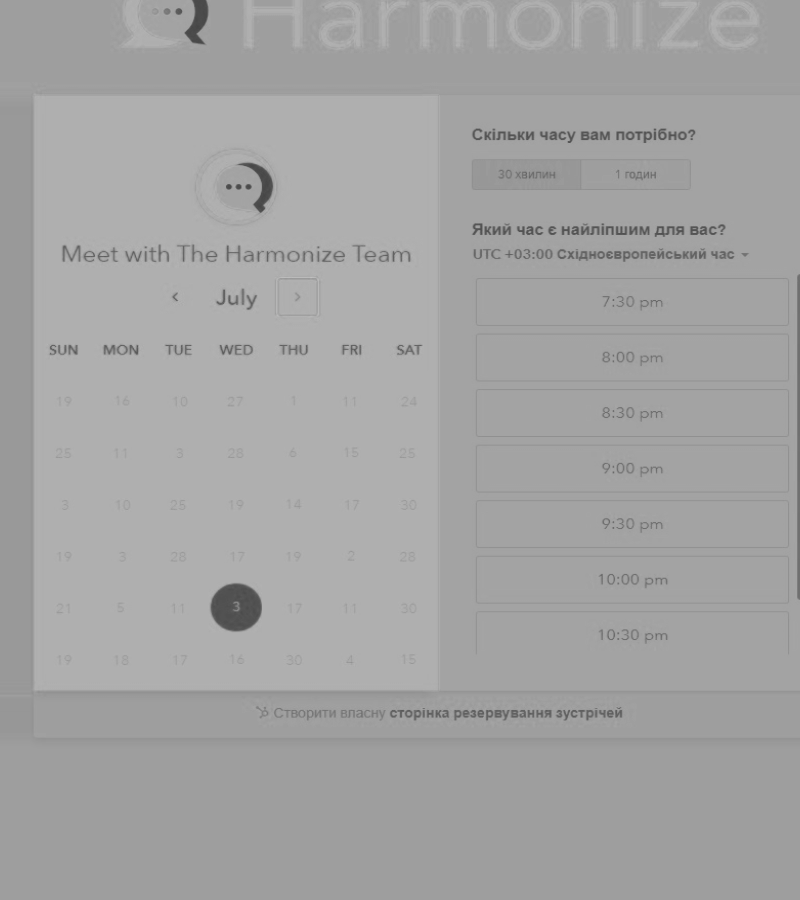 Harmonize
Meet with The Harmonize Team
July
SUN MON TUE WED THU FRI SAT
19 16 10 27 1 11 24
25 11 3 28 6 15 25
3 10 25 19 14 17 30
19 3 28 17 19 2 28
21 5 11 3 17 11 30
19 18 17 16 30 4 15
Скільки часу вам потрібно?
30 хвилин 1 годин
Який час є найліпшим для вас?
UTC +03:00 Східноєвропейський час
7:30 pm
8:00 pm
8:30 pm
9:00 pm
9:30 pm
10:00 pm
10:30 pm
Створити власну сторінка резервування зустрічей